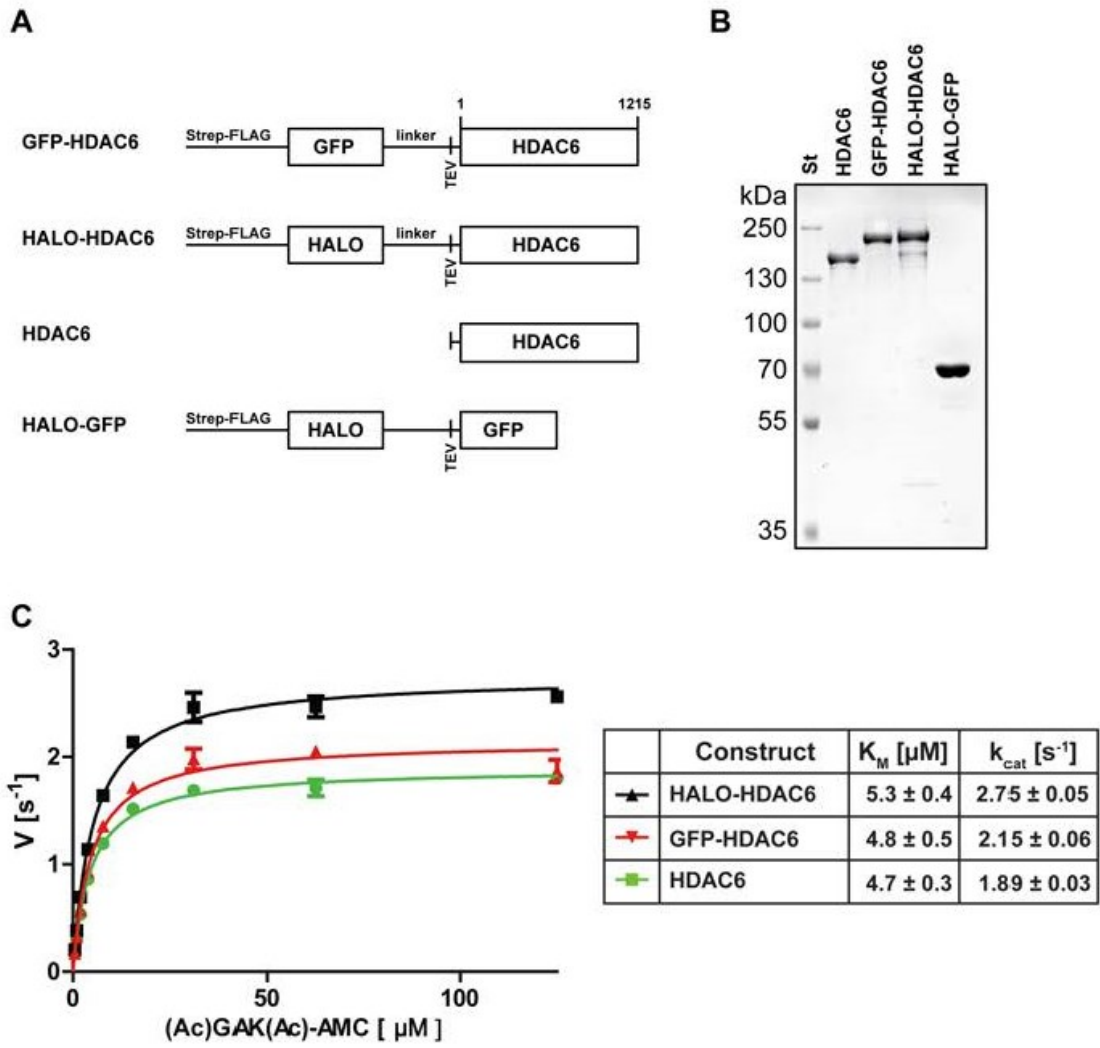 A
1 1215
GFP-HDAC6 Strep-FLAG GFP linker TEV HDAC6
HALO-HDAC6 Strep-FLAG HALO linker TEV HDAC6
HDAC6 HDAC6
HALO-GFP Strep-FLAG HALO TEV GFP
B
St HDAC6 GFP-HDAC6 HALO-HDAC6 HALO-GFP
kDa
250
130
100
70
55
35
C
3
2
1
0
V [s⁻¹]
0 50 100
(Ac)GAK(Ac)-AMC [ µM ]
Construct K_M [µM] k_cat [s⁻¹]
HALO-HDAC6 5.3 ± 0.4 2.75 ± 0.05
GFP-HDAC6 4.8 ± 0.5 2.15 ± 0.06
HDAC6 4.7 ± 0.3 1.89 ± 0.03